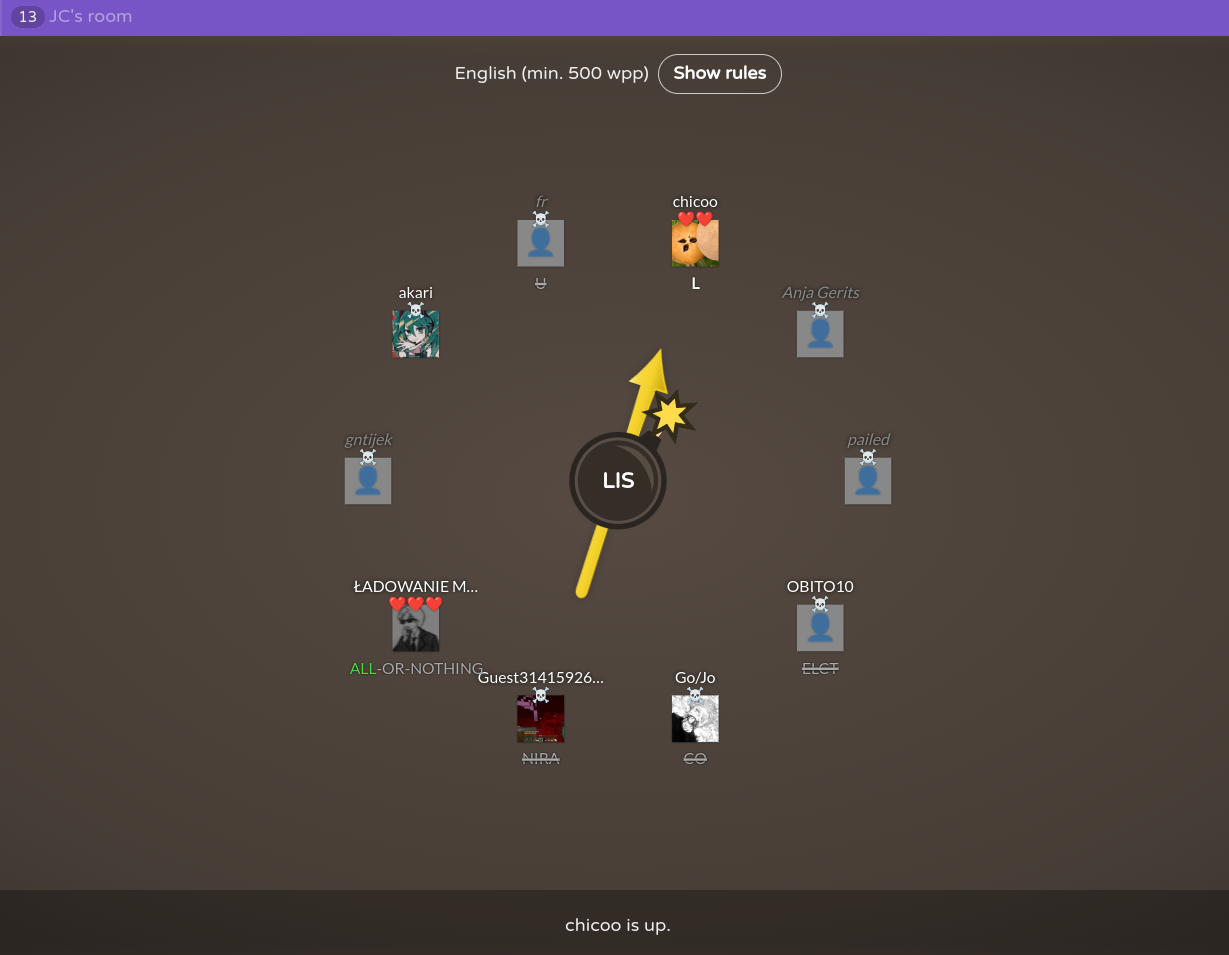 13 JC's room
English (min. 500 wpp) Show rules
fr
chicoo
U
L
akari
Anja Gerits
gntijek
pailed
LIS
ŁADOWANIE M...
OBITO10
ALL-OR-NOTHING
ELCT
Guest31415926...
Go/Jo
NIRA
CO
chicoo is up.